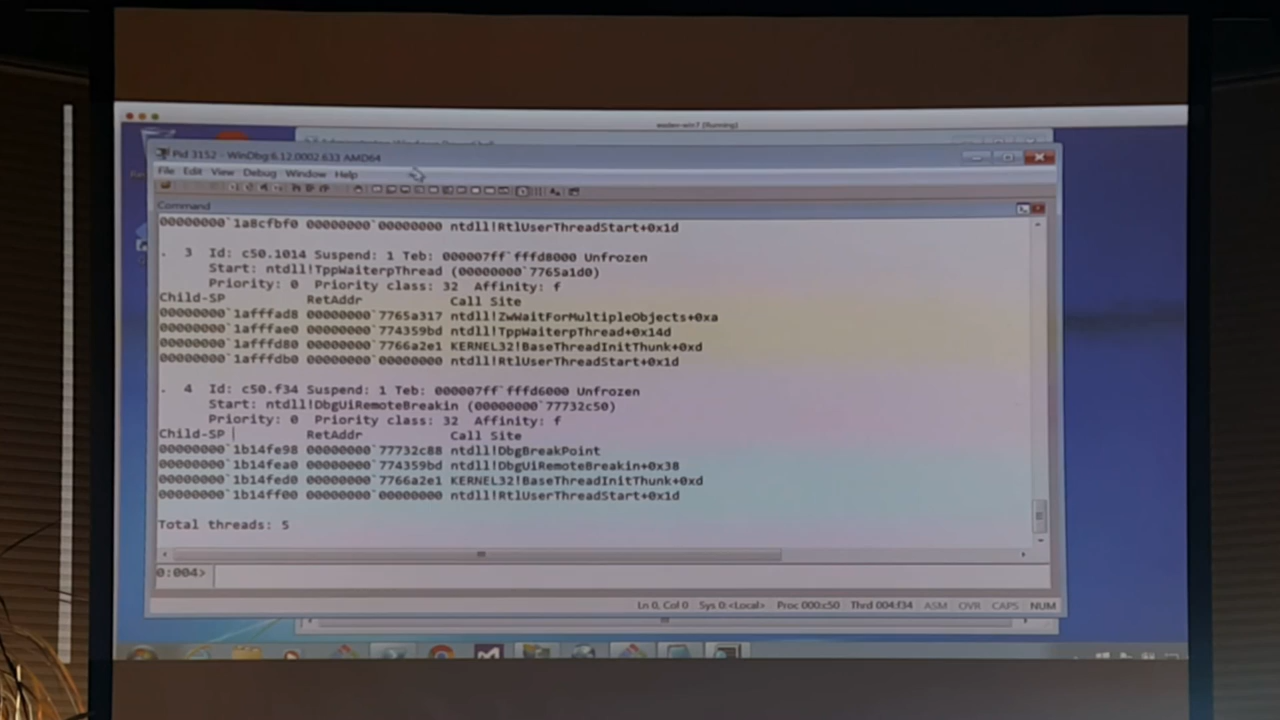 Pid 3152 - WinDbg:6.12.0002.633 AMD64
File Edit View Debug Window Help
Command
00000000`1a8cfbf0 00000000`00000000 ntdll!RtlUserThreadStart+0x1d
. 3 Id: c50.1014 Suspend: 1 Teb: 000007ff`fffd8000 Unfrozen
Start: ntdll!TppWaiterpThread (00000000`7765a1d0)
Priority: 0 Priority class: 32 Affinity: f
Child-SP RetAddr Call Site
00000000`1afffad8 00000000`7765a317 ntdll!ZwWaitForMultipleObjects+0xa
00000000`1afffae0 00000000`774359bd ntdll!TppWaiterpThread+0x14d
00000000`1afffd80 00000000`7766a2e1 KERNEL32!BaseThreadInitThunk+0xd
00000000`1afffdb0 00000000`00000000 ntdll!RtlUserThreadStart+0x1d
. 4 Id: c50.f34 Suspend: 1 Teb: 000007ff`fffd6000 Unfrozen
Start: ntdll!DbgUiRemoteBreakin (00000000`77732c50)
Priority: 0 Priority class: 32 Affinity: f
Child-SP RetAddr Call Site
00000000`1b14fe98 00000000`77732c88 ntdll!DbgBreakPoint
00000000`1b14fea0 00000000`774359bd ntdll!DbgUiRemoteBreakin+0x38
00000000`1b14fed0 00000000`7766a2e1 KERNEL32!BaseThreadInitThunk+0xd
00000000`1b14ff00 00000000`00000000 ntdll!RtlUserThreadStart+0x1d
Total threads: 5
0:004>
Ln 0, Col 0 Sys 0:<Local> Proc 000:c50 Thrd 004:f34 ASM OVR CAPS NUM